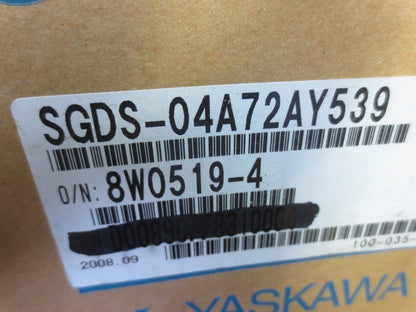 SGDS-04A72AY539
O/N: 8W0519-4
2008.09
100-035-
YASKAWA